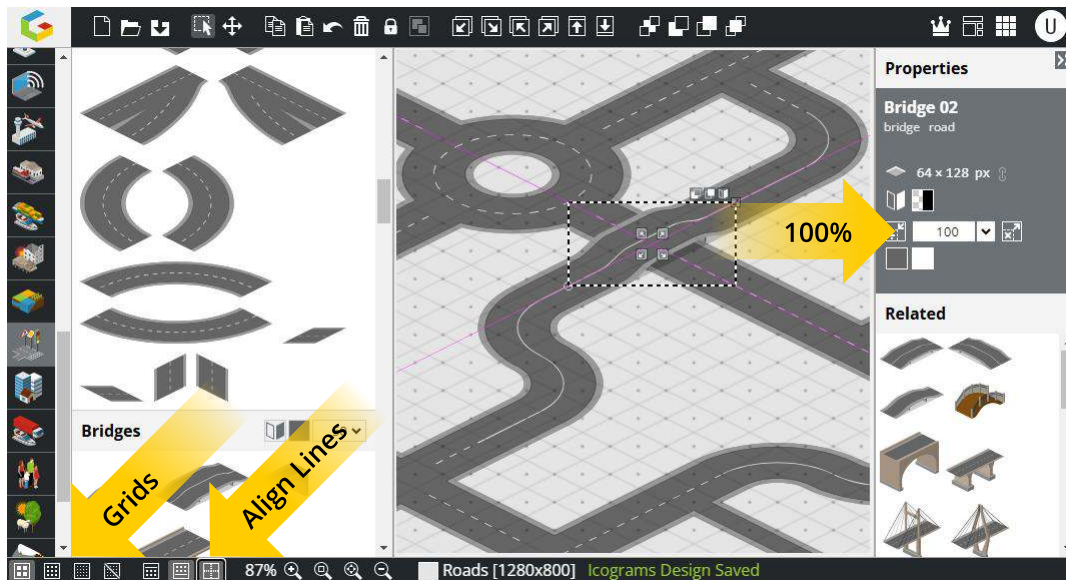 U
Properties
Bridge 02
bridge road
64 × 128 px
100%
100
Related
Bridges
Grids
Align Lines
87%
Roads [1280x800] Icograms Design Saved